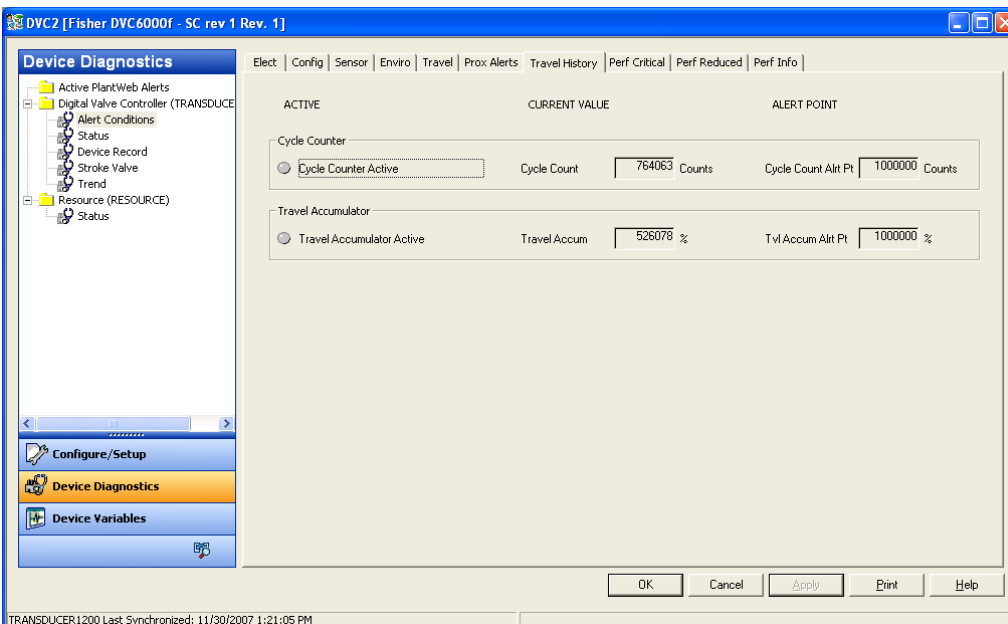 DVC2 [Fisher DVC6000f - SC rev 1 Rev. 1]
Device Diagnostics
Active PlantWeb Alerts
Digital Valve Controller (TRANSDUCE
Alert Conditions
Status
Device Record
Stroke Valve
Trend
Resource (RESOURCE)
Status
Configure/Setup
Device Diagnostics
Device Variables
Elect Config Sensor Enviro Travel Prox Alerts Travel History Perf Critical Perf Reduced Perf Info
ACTIVE CURRENT VALUE ALERT POINT
Cycle Counter
Cycle Counter Active Cycle Count 764063 Counts Cycle Count Alrt Pt 1000000 Counts
Travel Accumulator
Travel Accumulator Active Travel Accum 526078 % Tvl Accum Alrt Pt 1000000 %
OK Cancel Apply Print Help
TRANSDUCER1200 Last Synchronized: 11/30/2007 1:21:05 PM